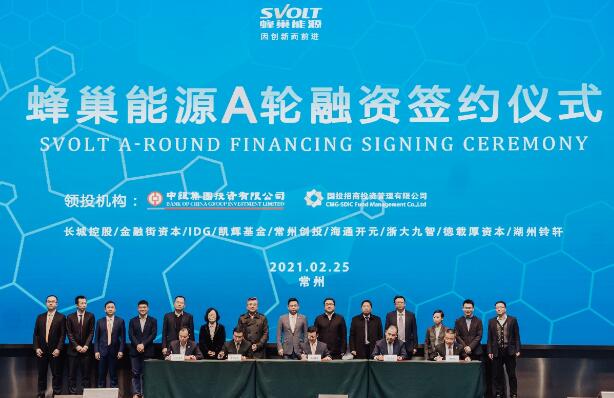 SVOLT
蜂巢能源
因创新而前进
蜂巢能源A轮融资签约仪式
SVOLT A-ROUND FINANCING SIGNING CEREMONY
领投机构：
中银集团投资有限公司
BANK OF CHINA GROUP INVESTMENT LIMITED
国投招商投资管理有限公司
CMG-SDIC Fund Management Co.,Ltd
长城控股/金融街资本/IDG/凯辉基金/常州创投/海通开元/浙大九智/德载厚资本/湖州铃轩
2021.02.25
常州